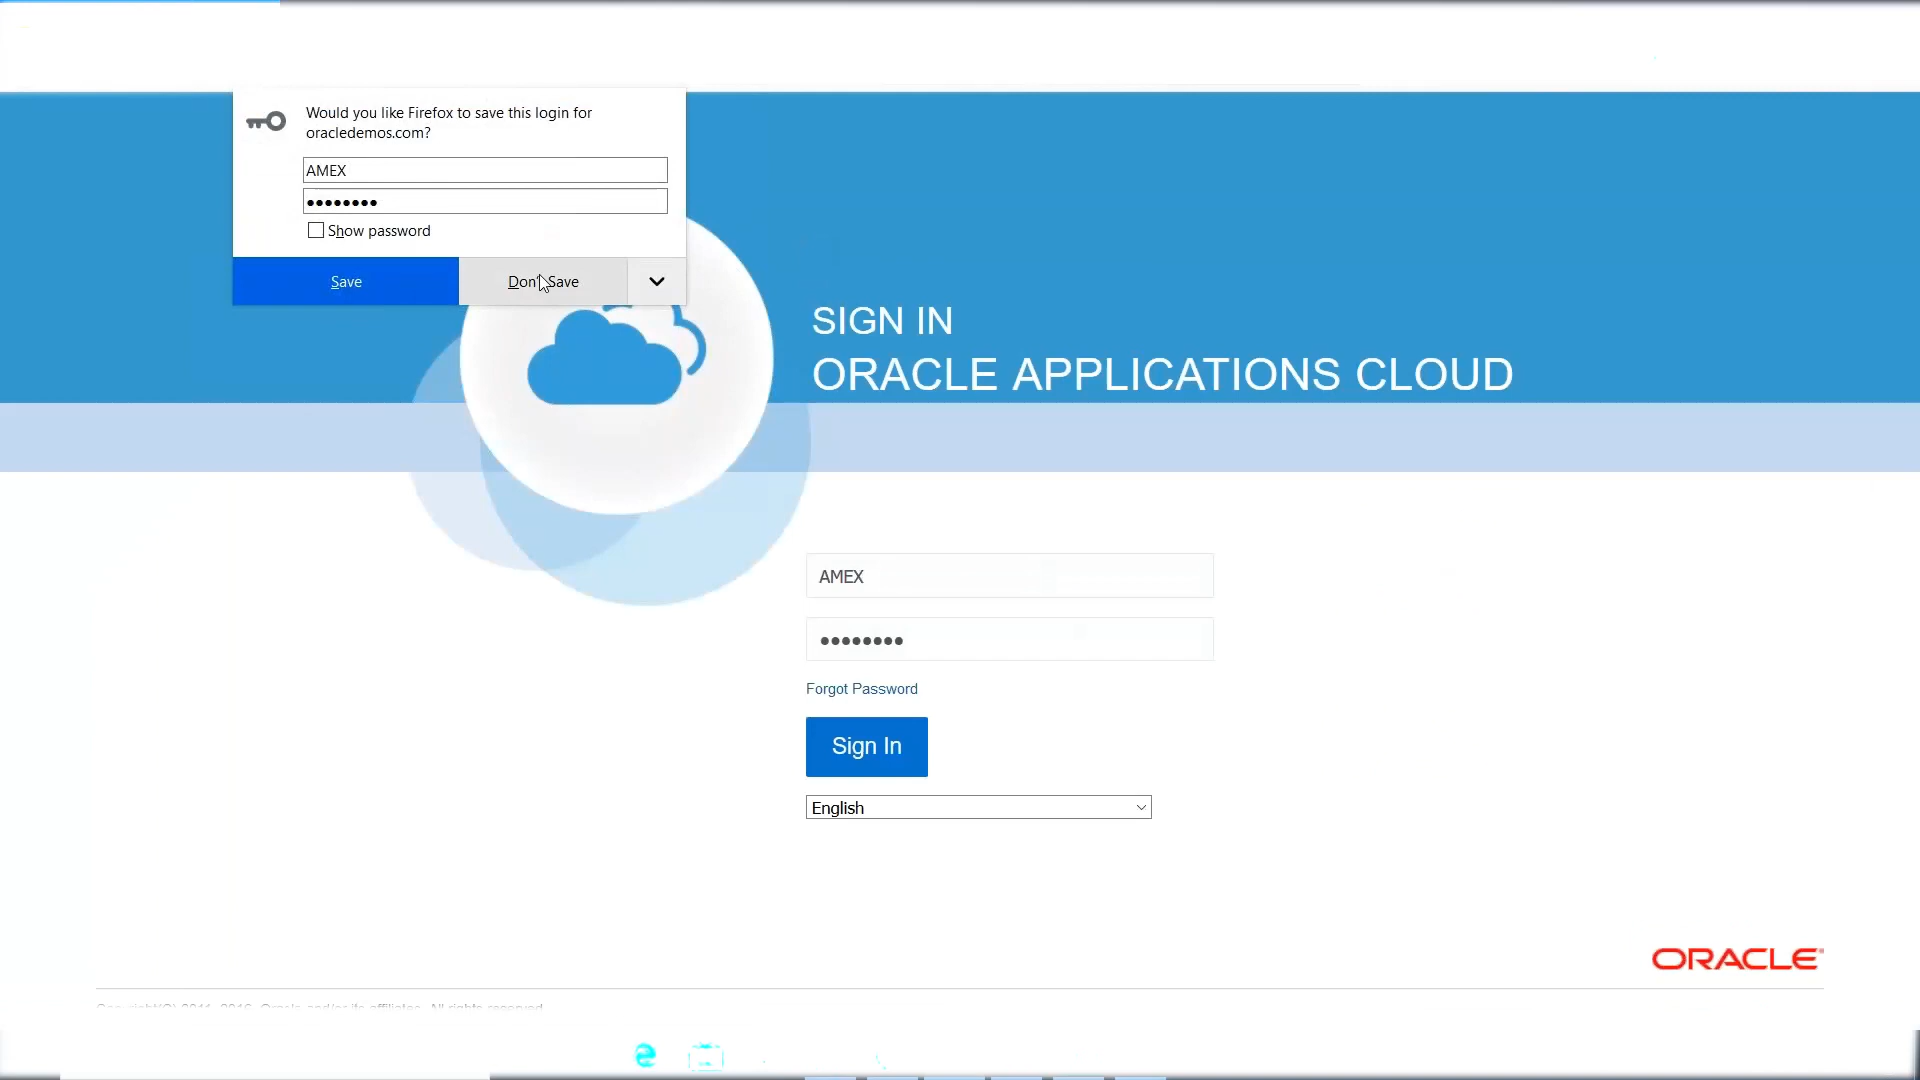 Would you like Firefox to save this login for
oracledemos.com?
AMEX
••••••••
Show password
Save
Don't Save
SIGN IN
ORACLE APPLICATIONS CLOUD
AMEX
••••••••
Forgot Password
Sign In
English
ORACLE